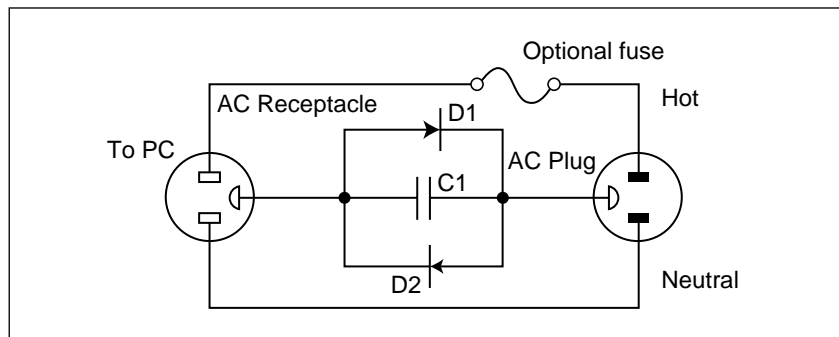 Optional fuse
AC Receptacle
Hot
D1
To PC
AC Plug
C1
D2
Neutral